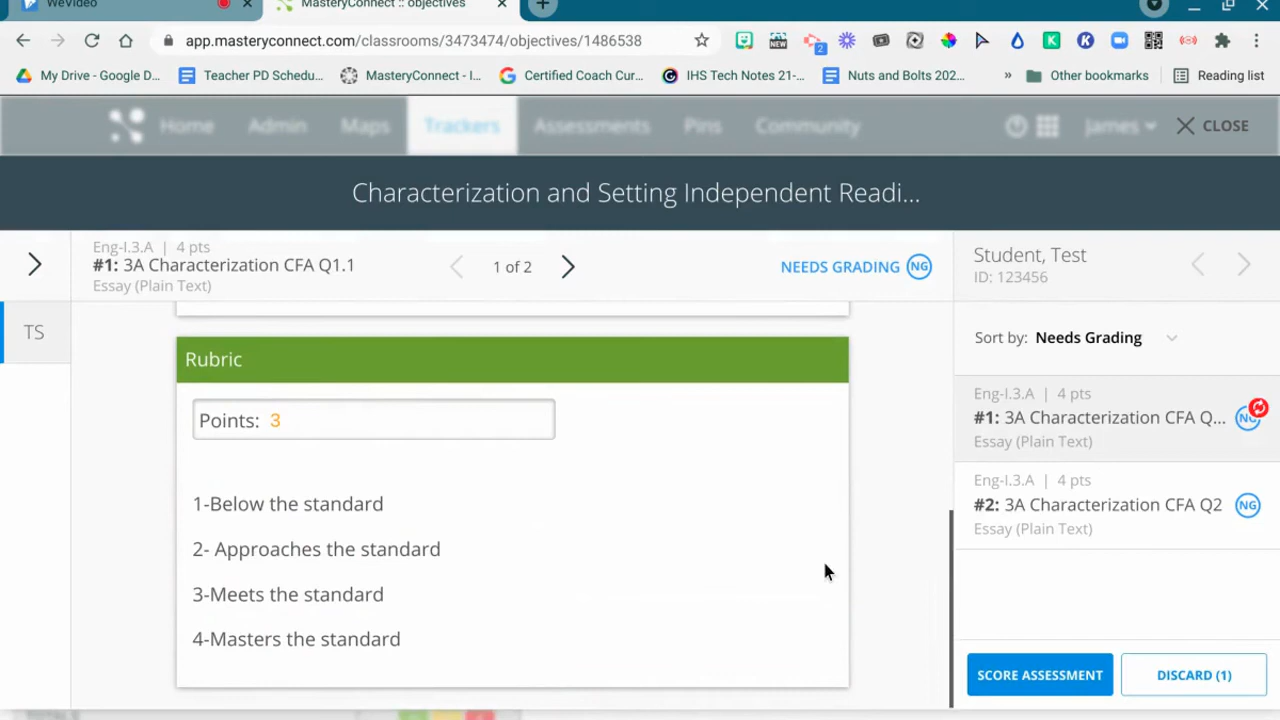 WeVideo
MasteryConnect :: objectives
app.masteryconnect.com/classrooms/3473474/objectives/1486538
NEW
2
K
K
My Drive - Google D...
Teacher PD Schedu...
MasteryConnect - I...
Certified Coach Cur...
IHS Tech Notes 21-...
Nuts and Bolts 202...
»
Other bookmarks
Reading list
Home
Admin
Maps
Trackers
Assessments
Pins
Community
James
CLOSE
Characterization and Setting Independent Readi...
Eng-I.3.A | 4 pts
#1: 3A Characterization CFA Q1.1
Essay (Plain Text)
1 of 2
NEEDS GRADING NG
Student, Test
ID: 123456
TS
Sort by: Needs Grading
Rubric
Points: 3
1-Below the standard
2- Approaches the standard
3-Meets the standard
4-Masters the standard
Eng-I.3.A | 4 pts
#1: 3A Characterization CFA Q...
Essay (Plain Text)
Eng-I.3.A | 4 pts
#2: 3A Characterization CFA Q2 NG
Essay (Plain Text)
SCORE ASSESSMENT
DISCARD (1)